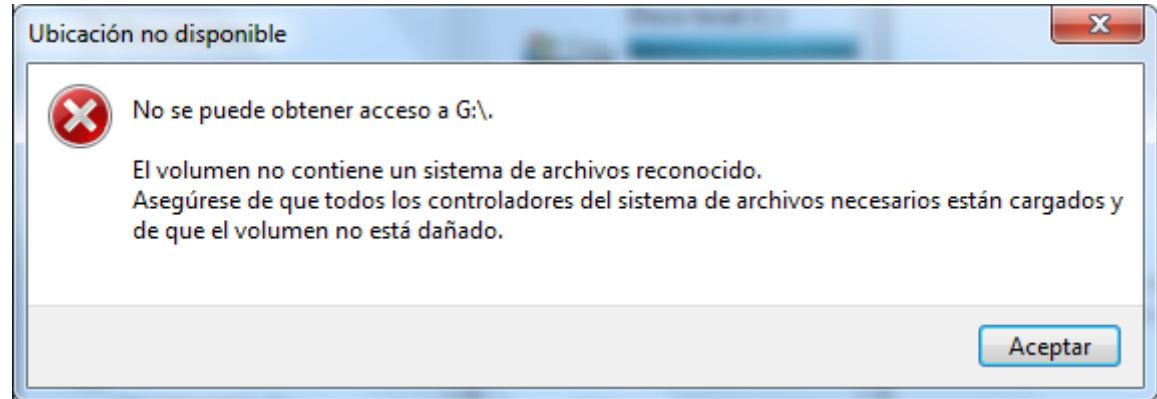 Ubicación no disponible
No se puede obtener acceso a G:\.
El volumen no contiene un sistema de archivos reconocido.
Asegúrese de que todos los controladores del sistema de archivos necesarios están cargados y
de que el volumen no está dañado.
Aceptar